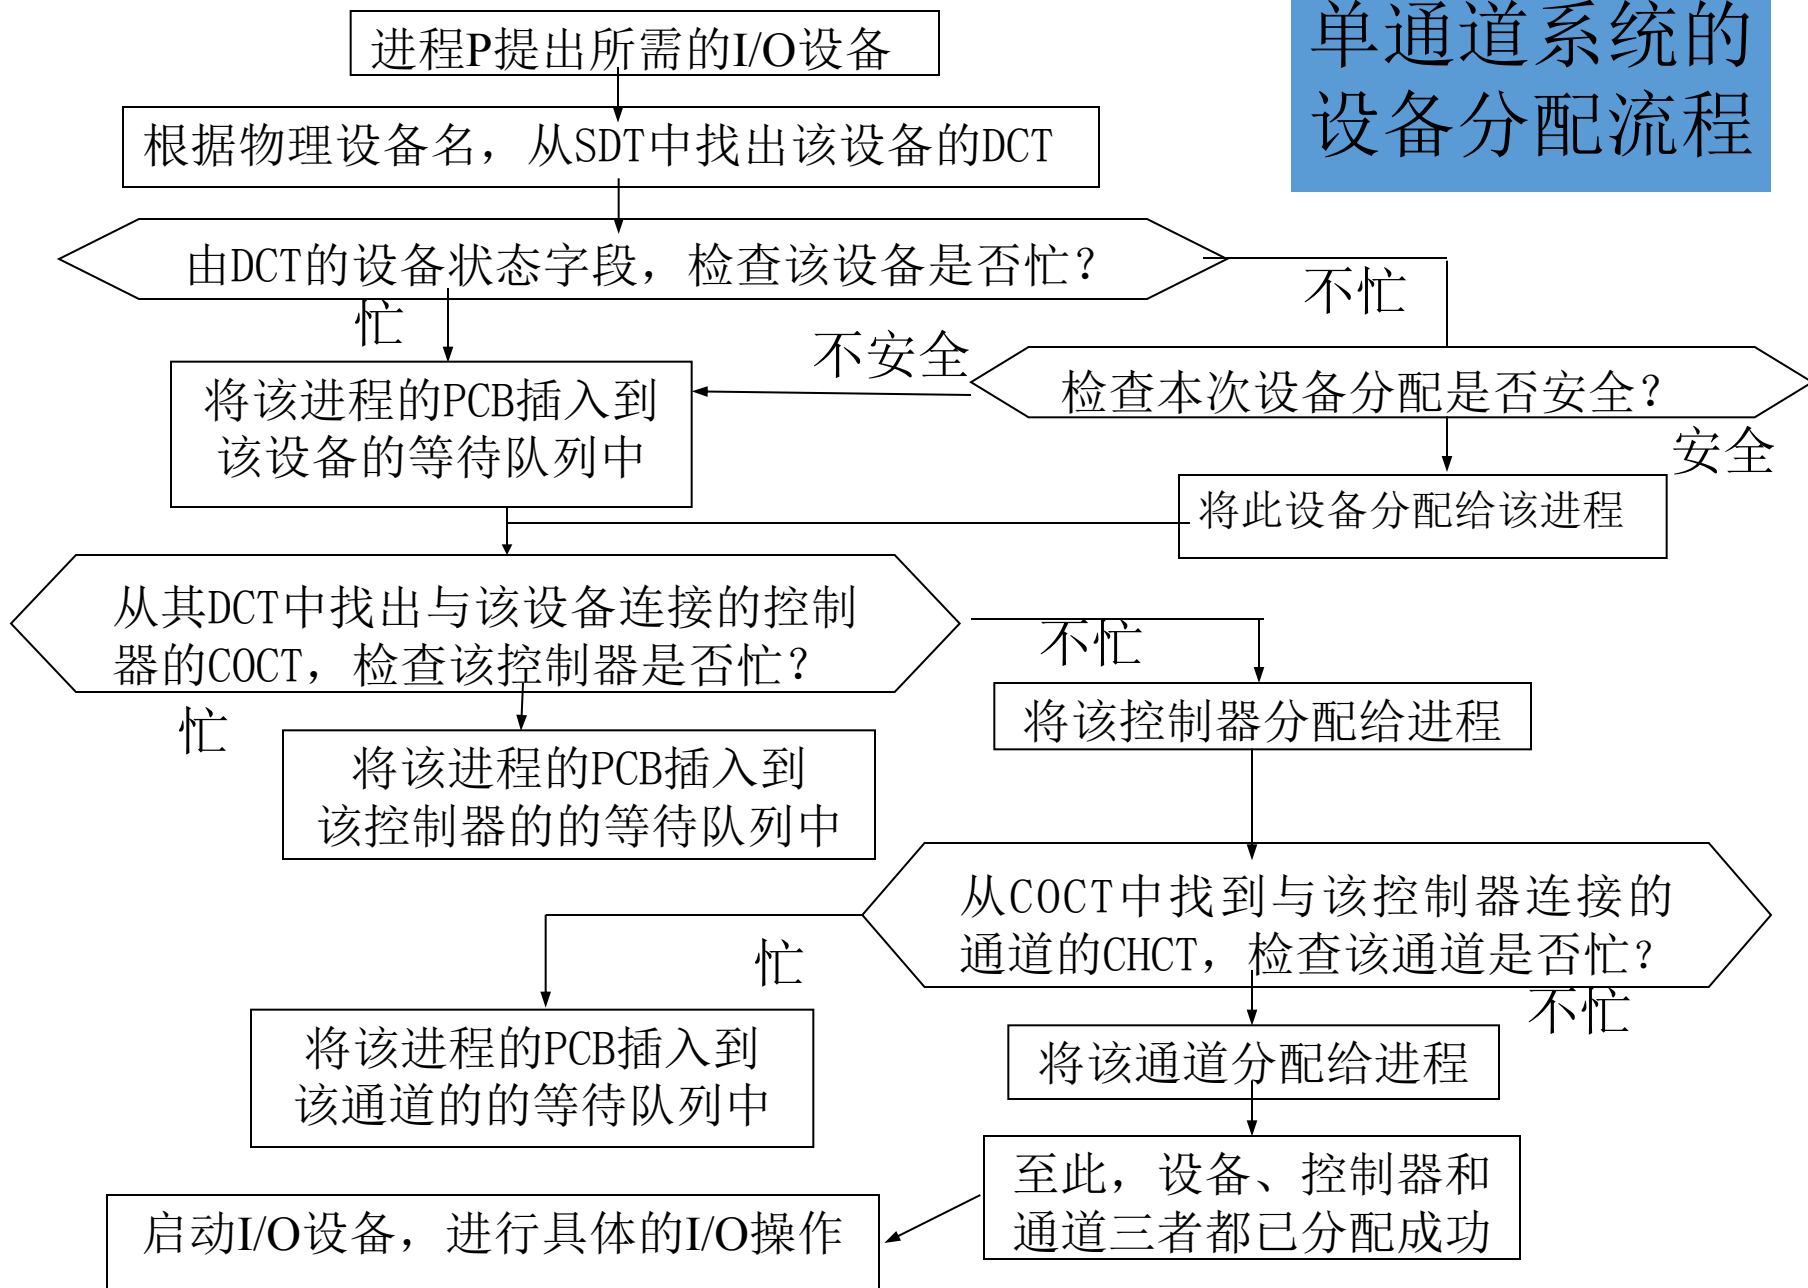 单通道系统的
设备分配流程
进程P提出所需的I/O设备
根据物理设备名，从SDT中找出该设备的DCT
由DCT的设备状态字段，检查该设备是否忙？
不忙
忙
不安全
检查本次设备分配是否安全？
将该进程的PCB插入到
该设备的等待队列中
安全
将此设备分配给该进程
从其DCT中找出与该设备连接的控制
器的COCT，检查该控制器是否忙？
不忙
忙
将该控制器分配给进程
将该进程的PCB插入到
该控制器的的等待队列中
从COCT中找到与该控制器连接的
通道的CHCT，检查该通道是否忙？
忙
不忙
将该进程的PCB插入到
该通道的的等待队列中
将该通道分配给进程
至此，设备、控制器和
通道三者都已分配成功
启动I/O设备，进行具体的I/O操作